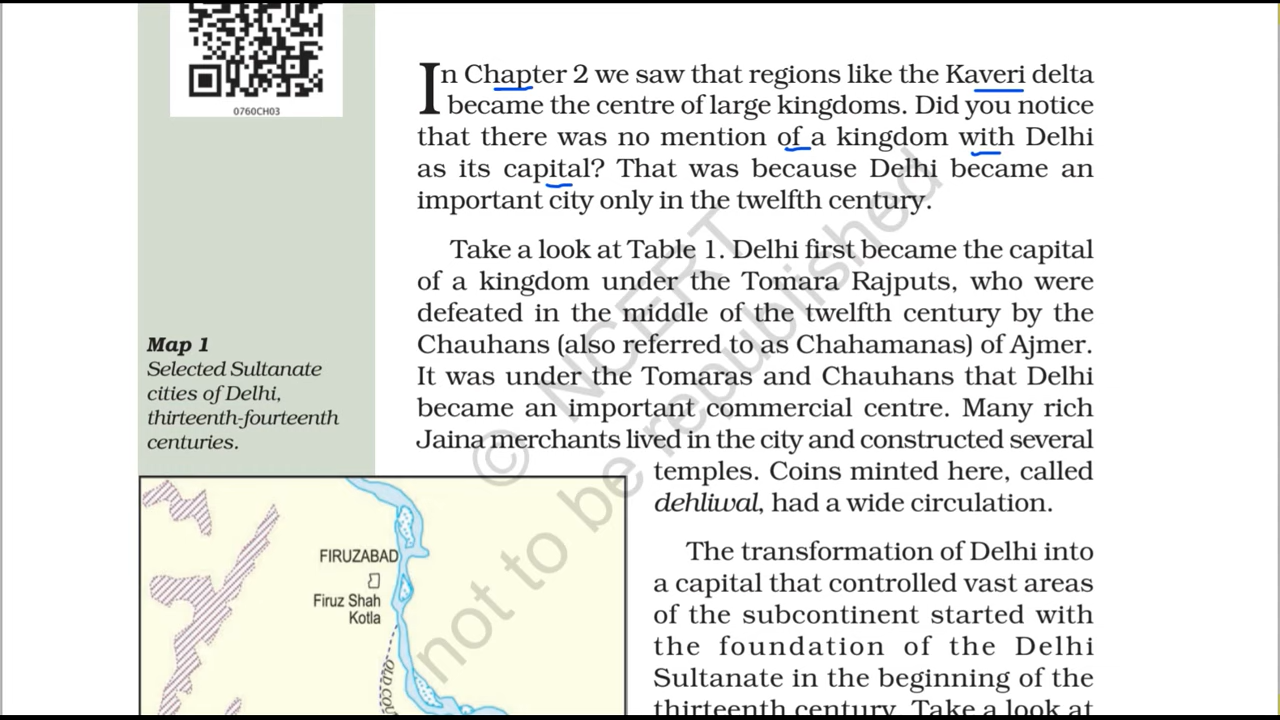 0760CH03
In Chapter 2 we saw that regions like the Kaveri delta
became the centre of large kingdoms. Did you notice
that there was no mention of a kingdom with Delhi
as its capital? That was because Delhi became an
important city only in the twelfth century.
Take a look at Table 1. Delhi first became the capital
of a kingdom under the Tomara Rajputs, who were
defeated in the middle of the twelfth century by the
Chauhans (also referred to as Chahamanas) of Ajmer.
It was under the Tomaras and Chauhans that Delhi
became an important commercial centre. Many rich
Jaina merchants lived in the city and constructed several
temples. Coins minted here, called
dehliwal, had a wide circulation.
The transformation of Delhi into
a capital that controlled vast areas
of the subcontinent started with
the foundation of the Delhi
Sultanate in the beginning of the
thirteenth century. Take a look at
Map 1
Selected Sultanate
cities of Delhi,
thirteenth-fourteenth
centuries.
FIRUZABAD
Firuz Shah
Kotla
OLD
© NCERT
not to be republished